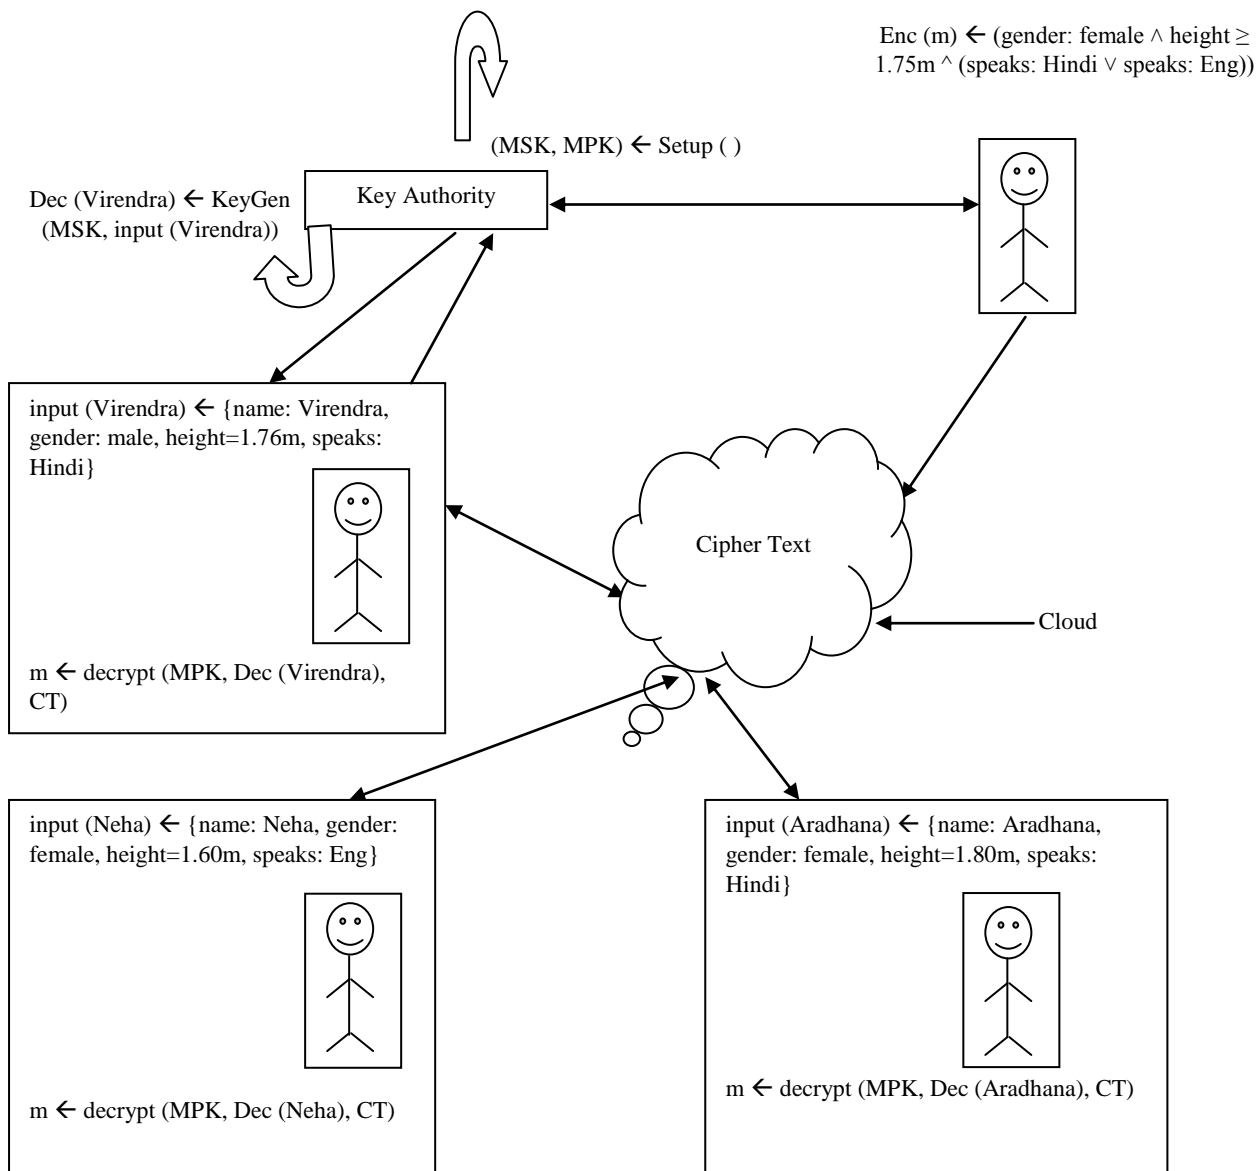 Enc (m) ← (gender: female ^ height ≥
1.75m ^ (speaks: Hindi ∨ speaks: Eng))
(MSK, MPK) ← Setup ( )
Key Authority
Dec (Virendra) ← KeyGen
(MSK, input (Virendra))
input (Virendra) ← {name: Virendra,
gender: male, height=1.76m, speaks:
Hindi}
m ← decrypt (MPK, Dec (Virendra),
CT)
Cipher Text
Cloud
input (Neha) ← {name: Neha, gender:
female, height=1.60m, speaks: Eng}
m ← decrypt (MPK, Dec (Neha), CT)
input (Aradhana) ← {name: Aradhana,
gender: female, height=1.80m, speaks:
Hindi}
m ← decrypt (MPK, Dec (Aradhana), CT)